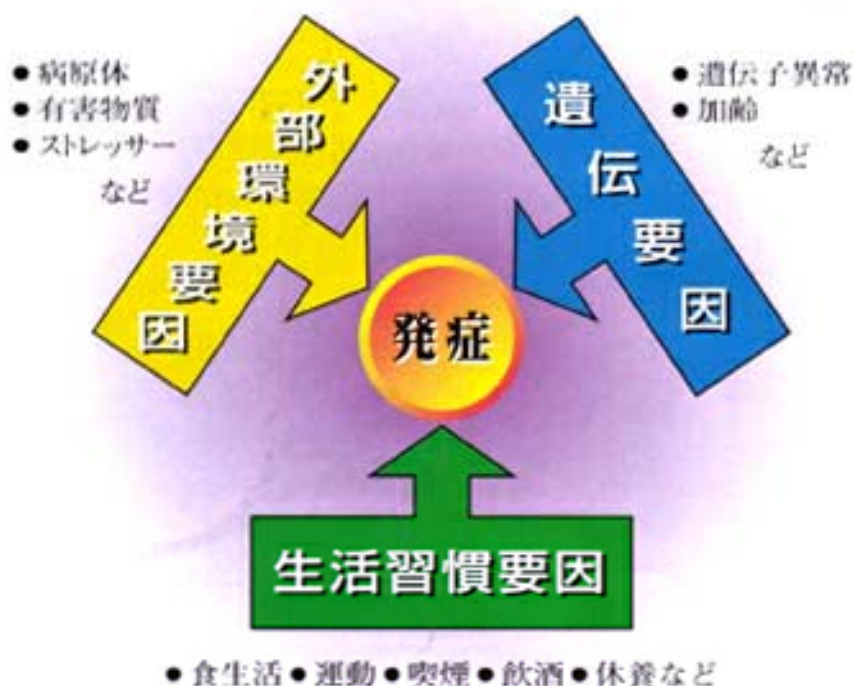 ● 病原体
● 有害物質
● ストレッサー
など
外部環境要因
● 遺伝子異常
● 加齢
など
遺伝要因
発症
生活習慣要因
● 食生活 ● 運動 ● 喫煙 ● 飲酒 ● 休養など